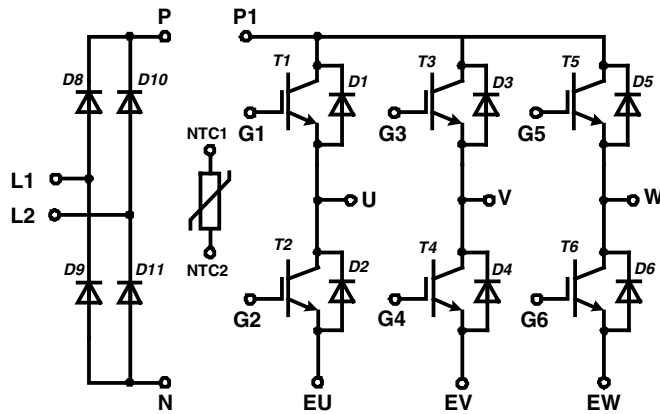 P P1
D8 D10 T1 D1 T3 D3 T5 D5
G1 G3 G5
NTC1
L1
L2
U V W
NTC2
D9 D11 T2 D2 T4 D4 T6 D6
G2 G4 G6
N EU EV EW